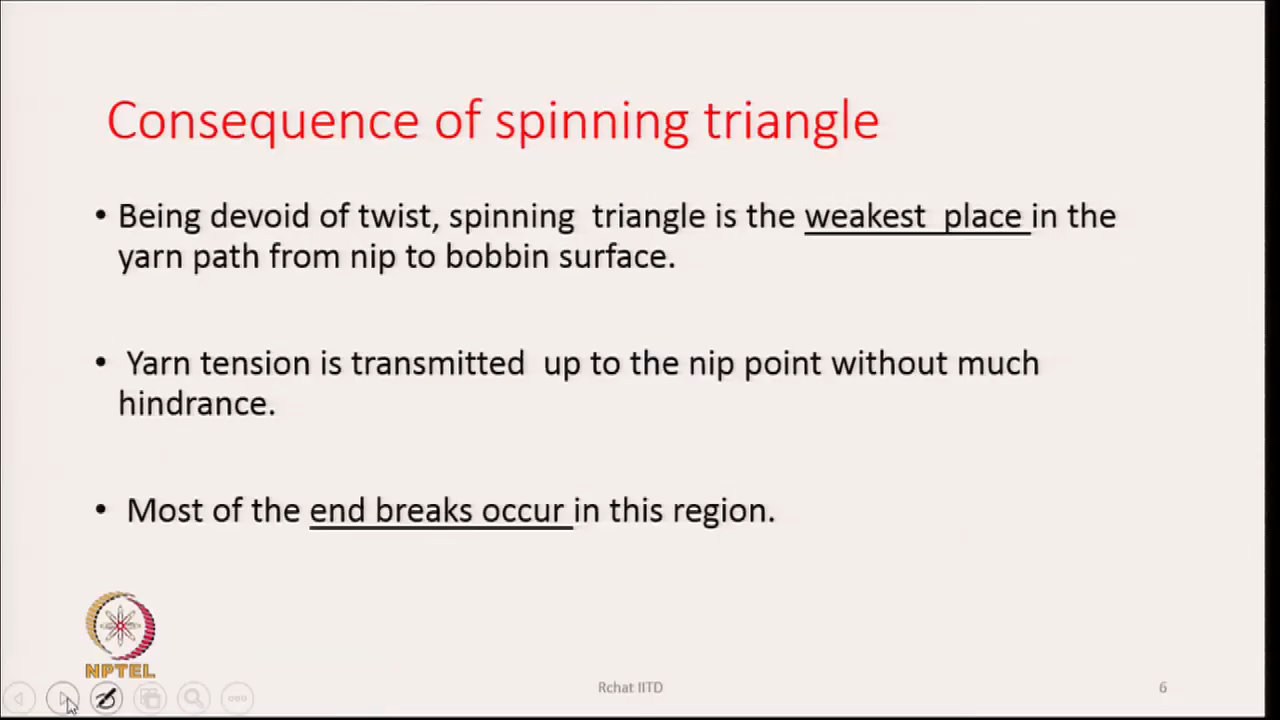 Consequence of spinning triangle
• Being devoid of twist, spinning triangle is the weakest place in the
yarn path from nip to bobbin surface.
• Yarn tension is transmitted up to the nip point without much
hindrance.
• Most of the end breaks occur in this region.
NPTEL
Rchat IITD
6